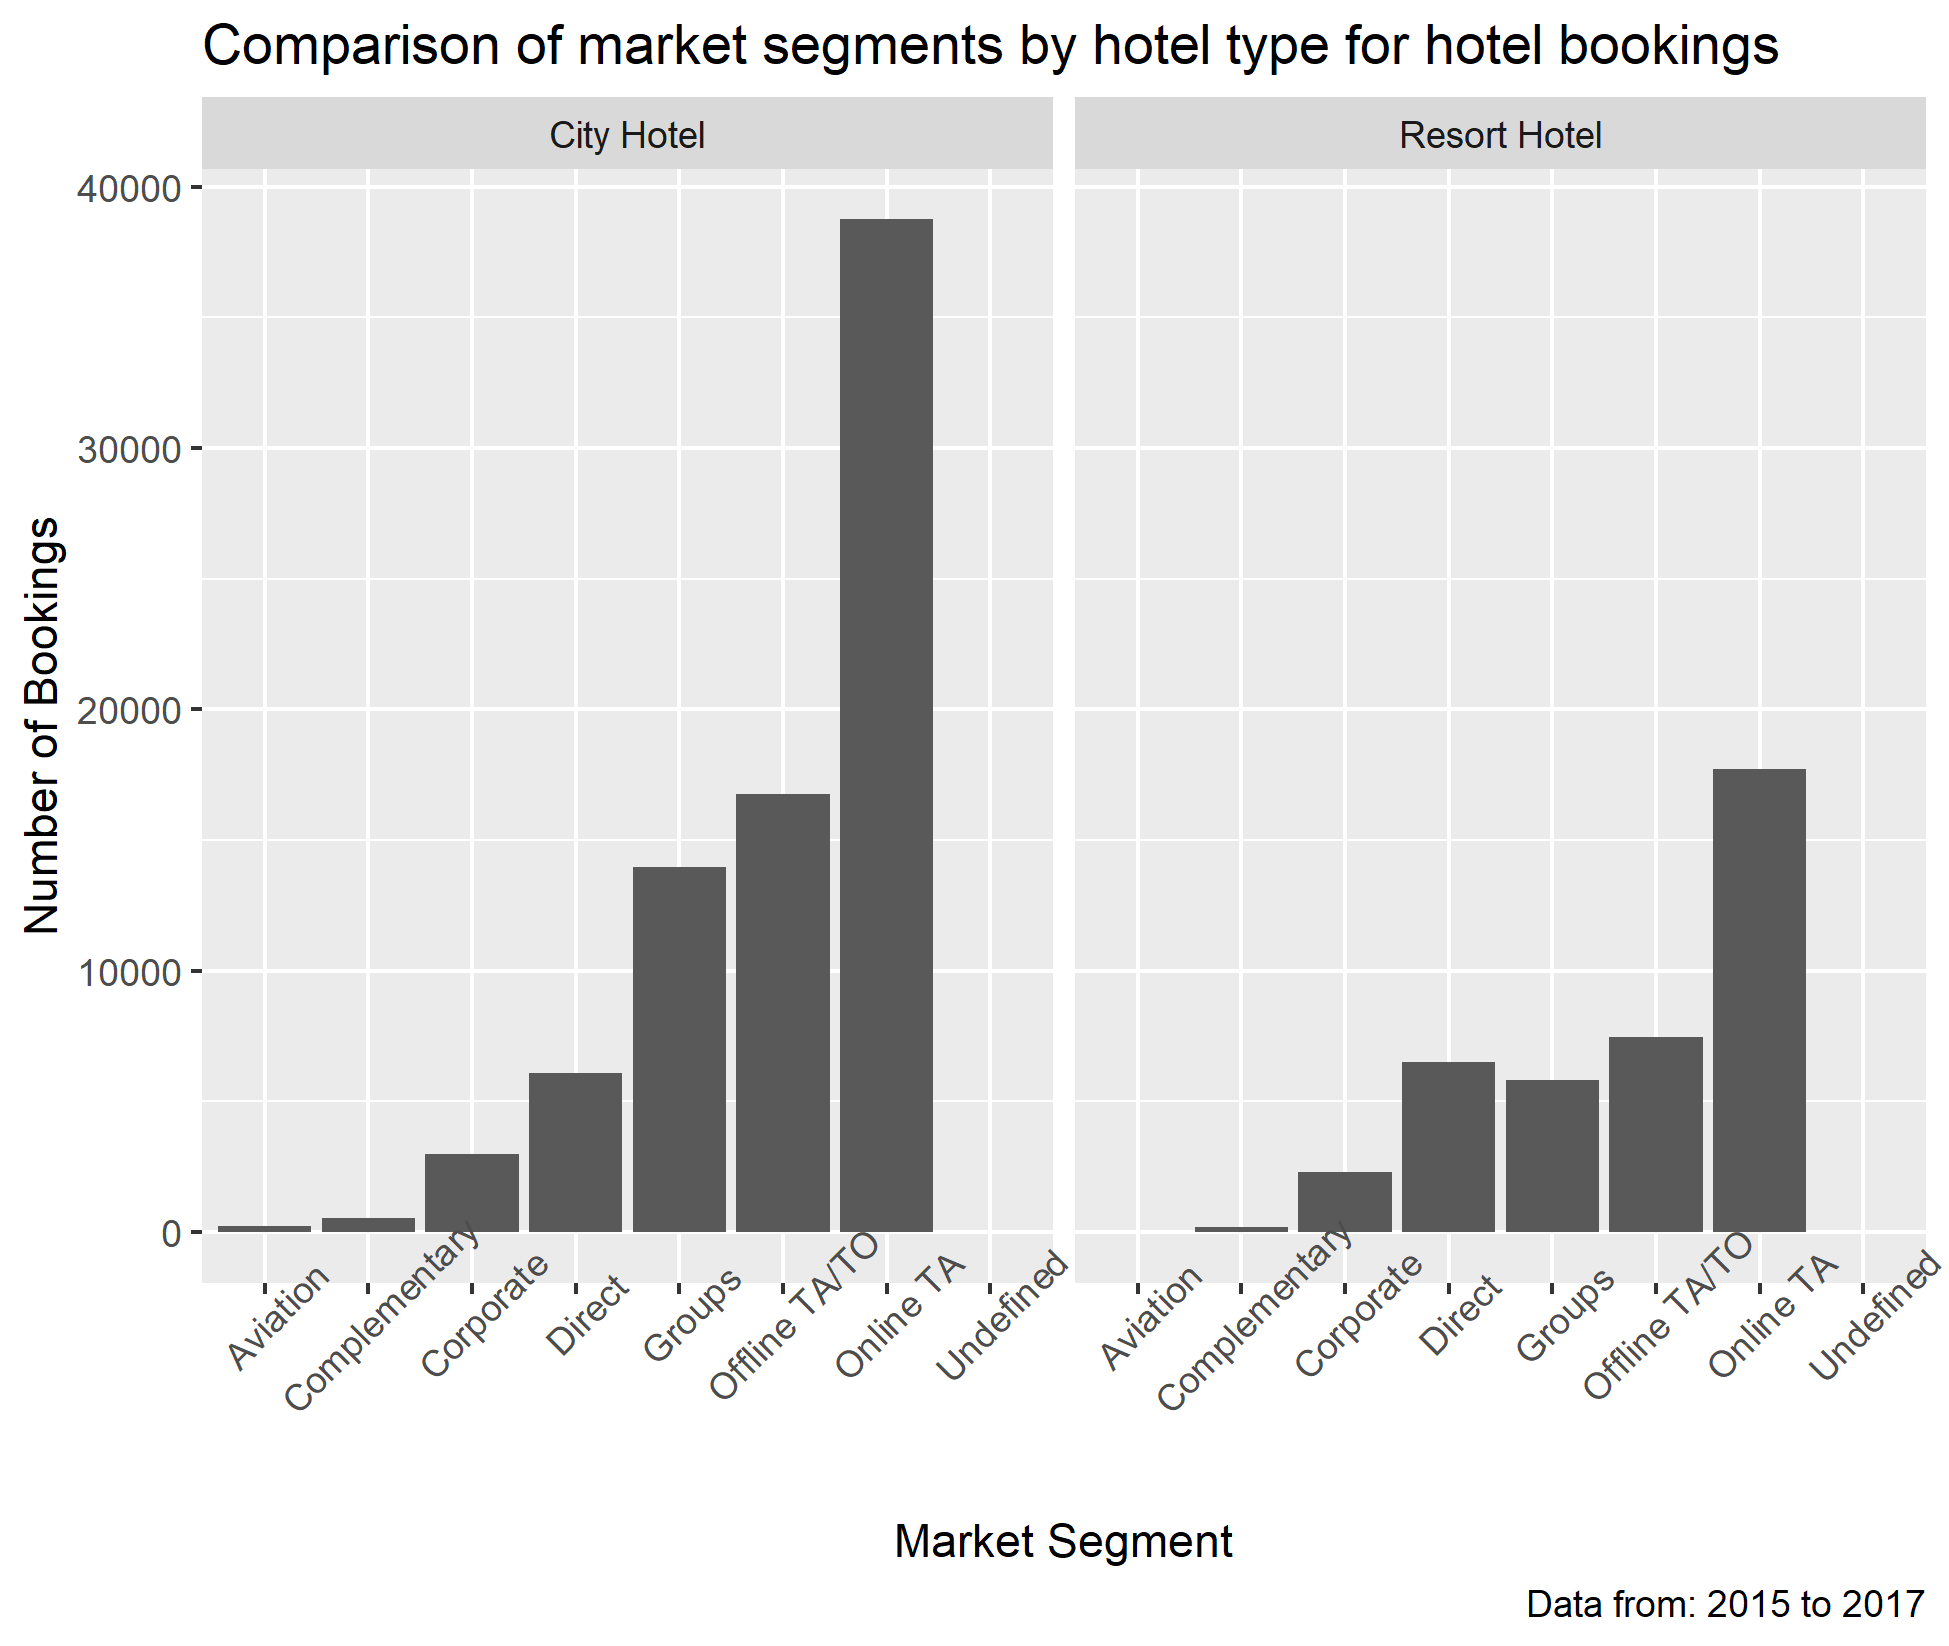 Comparison of market segments by hotel type for hotel bookings
City Hotel
Resort Hotel
40000
30000
20000
10000
0
Number of Bookings
Aviation
Complementary
Corporate
Direct
Groups
Offline TA/TO
Online TA
Undefined
Aviation
Complementary
Corporate
Direct
Groups
Offline TA/TO
Online TA
Undefined
Market Segment
Data from: 2015 to 2017